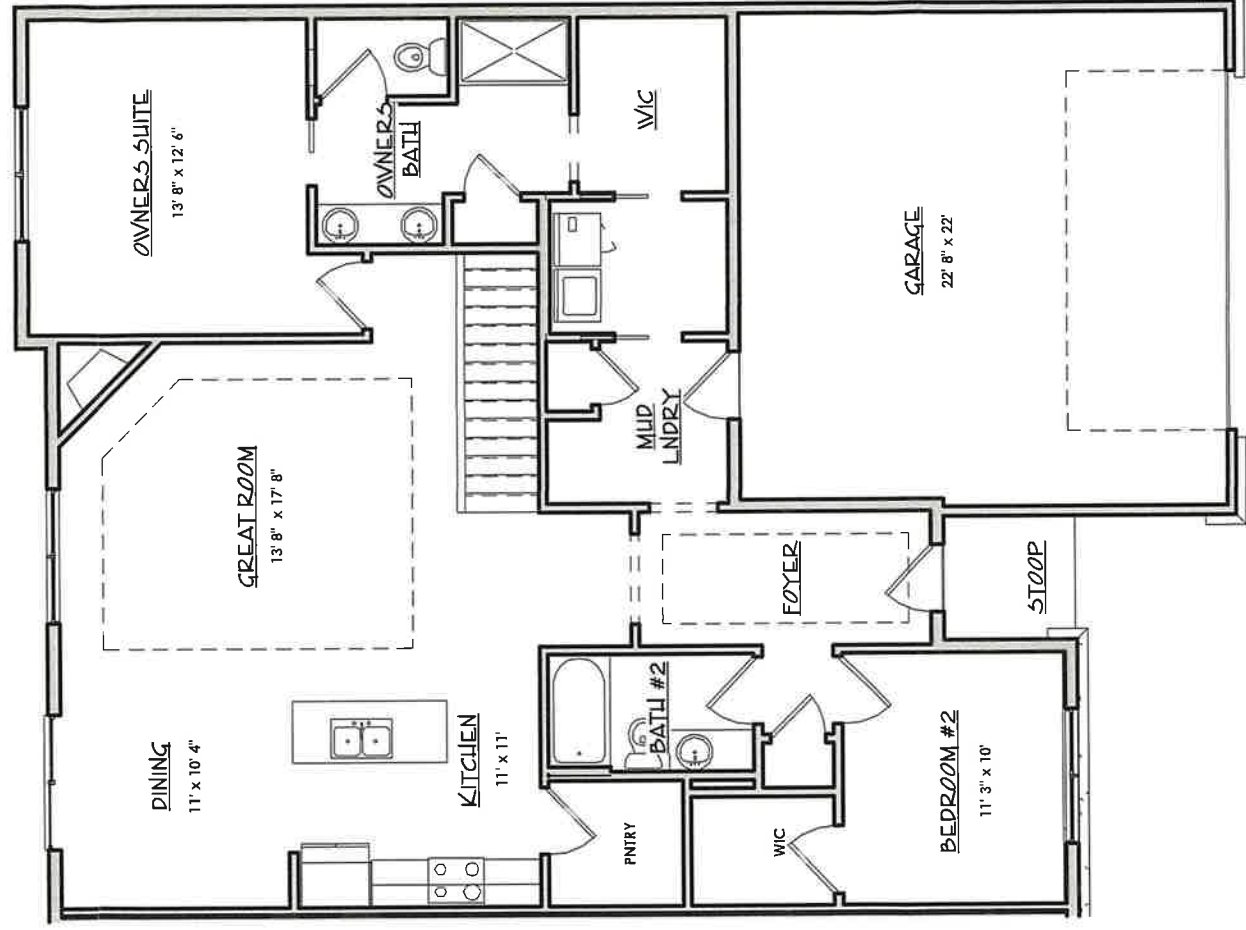 OWNERS SUITE
13' 8" x 12' 6"
OWNERS
BATH
WIC
GARAGE
22' 8" x 22'
MUD
LNDRY
GREAT ROOM
13' 8" x 17' 8"
FOYER
STOOP
DINING
11' x 10' 4"
KITCHEN
11' x 11'
BATH #2
PNTRY
WIC
BEDROOM #2
11' 3" x 10'